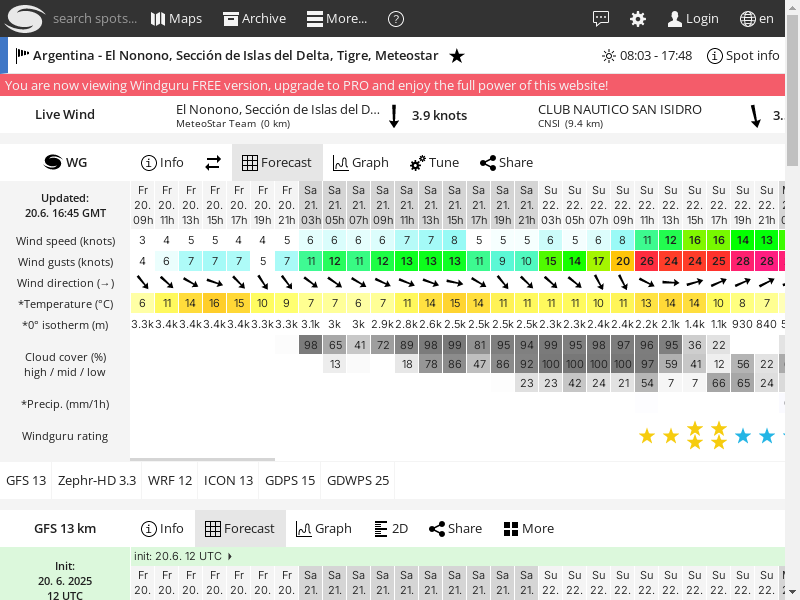 search spots... Maps Archive More... ? Login en
Argentina - El Nonono, Sección de Islas del Delta, Tigre, Meteostar 08:03 - 17:48 Spot info
You are now viewing Windguru FREE version, upgrade to PRO and enjoy the full power of this website!
Live Wind El Nonono, Sección de Islas del D... 3.9 knots CLUB NAUTICO SAN ISIDRO 3.
MeteoStar Team (0 km) CNSI (9.4 km)
WG Info Forecast Graph Tune Share
Updated:
20.6. 16:45 GMT
Fr Fr Fr Fr Fr Fr Fr Sa Sa Sa Sa Sa Sa Sa Sa Sa Sa Su Su Su Su Su Su Su Su Su Su
20. 20. 20. 20. 20. 20. 20. 21. 21. 21. 21. 21. 21. 21. 21. 21. 21. 22. 22. 22. 22. 22. 22. 22. 22. 22. 22.
09h 11h 13h 15h 17h 19h 21h 03h 05h 07h 09h 11h 13h 15h 17h 19h 21h 03h 05h 07h 09h 11h 13h 15h 17h 19h 21h
Wind speed (knots) 3 4 5 5 4 4 5 6 6 6 6 7 7 8 5 5 5 6 5 6 8 11 12 16 16 14 13
Wind gusts (knots) 4 6 7 7 7 5 7 11 12 11 12 13 13 13 11 9 10 15 14 17 20 26 24 24 25 28 28
Wind direction (→)
*Temperature (°C) 6 11 14 16 15 10 9 7 7 6 7 11 14 15 14 11 11 11 11 10 11 13 14 14 10 8 7
*0° isotherm (m) 3.3k 3.4k 3.4k 3.4k 3.4k 3.3k 3.3k 3.1k 3k 3k 2.9k 2.8k 2.6k 2.5k 2.5k 2.5k 2.4k 2.3k 2.3k 2.4k 2.4k 2.2k 2.1k 1.4k 1.1k 930 840
Cloud cover (%)
high / mid / low
98 65 41 72 89 98 99 81 95 94 99 95 98 97 96 95 36 22
13 18 78 86 47 86 92 100 100 100 100 97 59 41 12 56 22
23 23 42 24 21 54 7 7 66 65 24
*Precip. (mm/1h)
Windguru rating
GFS 13 Zephr-HD 3.3 WRF 12 ICON 13 GDPS 15 GDWPS 25
GFS 13 km Info Forecast Graph 2D Share More
Init:
20. 6. 2025
12 UTC
init: 20.6. 12 UTC
Fr Fr Fr Fr Fr Fr Fr Sa Sa Sa Sa Sa Sa Sa Sa Sa Sa Su Su Su Su Su Su Su Su Su Su
20. 20. 20. 20. 20. 20. 20. 21. 21. 21. 21. 21. 21. 21. 21. 21. 21. 22. 22. 22. 22. 22. 22. 22. 22. 22. 22.